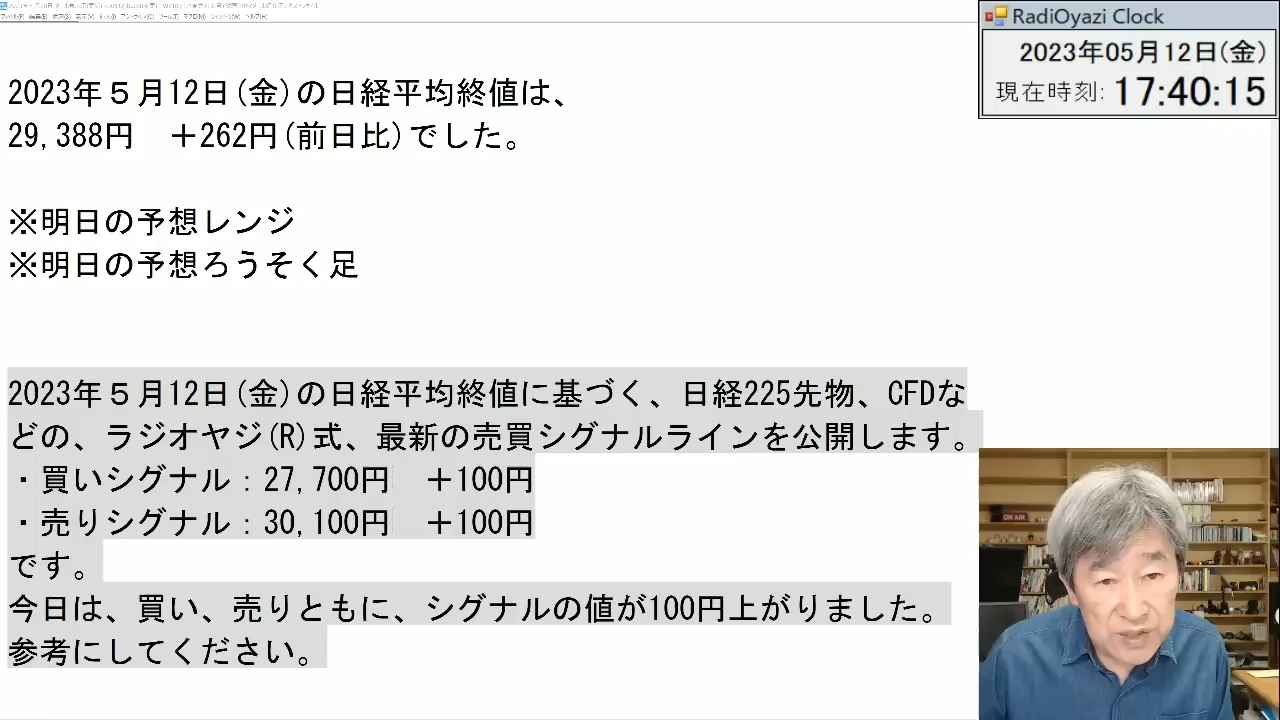 RadiOyazi Clock
2023年05月12日(金)
現在時刻: 17:40:15
2023年５月12日(金)の日経平均終値は、
29,388円　＋262円(前日比)でした。
※明日の予想レンジ
※明日の予想ろうそく足
2023年５月12日(金)の日経平均終値に基づく、日経225先物、CFDな
どの、ラジオヤジ(R)式、最新の売買シグナルラインを公開します。
・買いシグナル：27,700円　＋100円
・売りシグナル：30,100円　＋100円
です。
今日は、買い、売りともに、シグナルの値が100円上がりました。
参考にしてください。
ON AIR